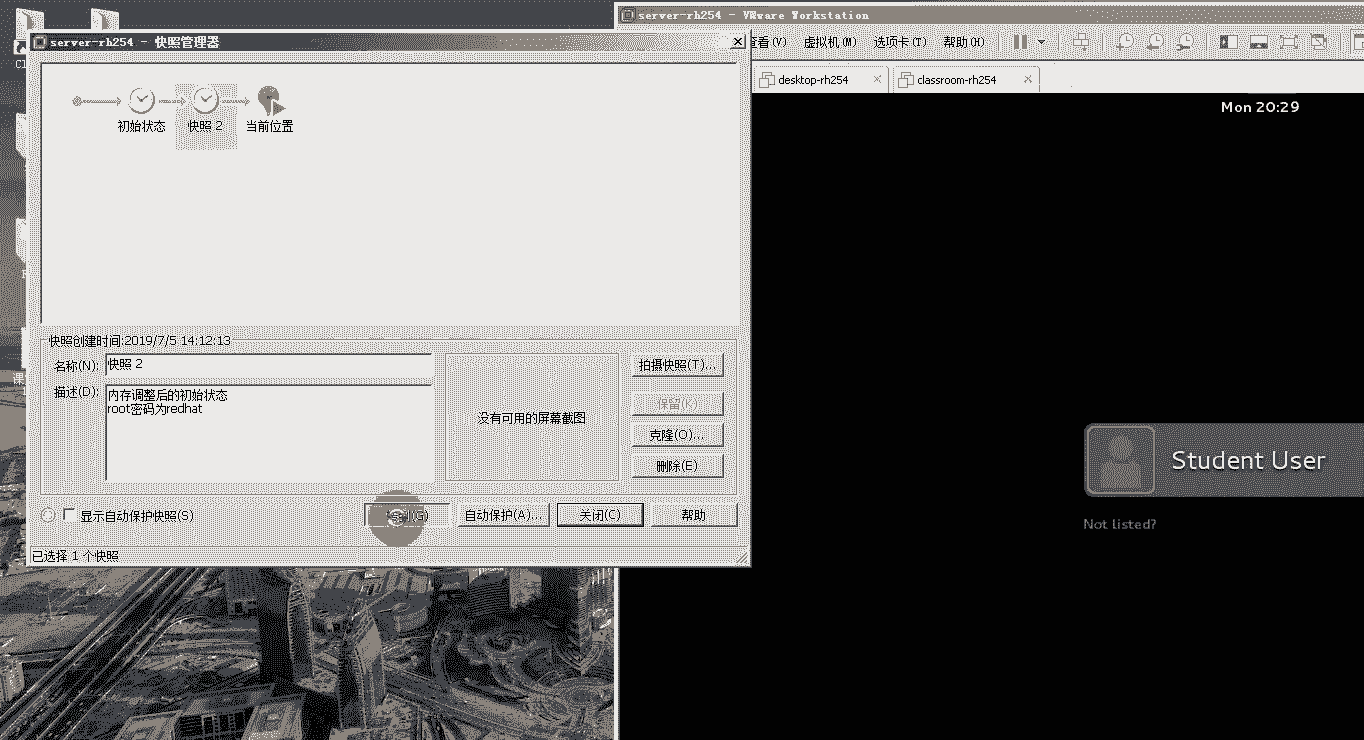 server-rh254 - VMware Workstation
server-rh254 - 快照管理器
查看(V) 虚拟机(M) 选项卡(T) 帮助(H)
desktop-rh254
classroom-rh254
Mon 20:29
初始状态
快照 2
当前位置
快照创建时间:2019/7/5 14:12:13
名称(N):
快照 2
描述(D):
内存调整后的初始状态
root密码为redhat
没有可用的屏幕截图
拍摄快照(T)...
保留(K)
克隆(O)...
删除(E)
显示自动保护快照(S)
自动保护(A)...
关闭(C)
帮助
已选择 1 个快照
Student User
Not listed?